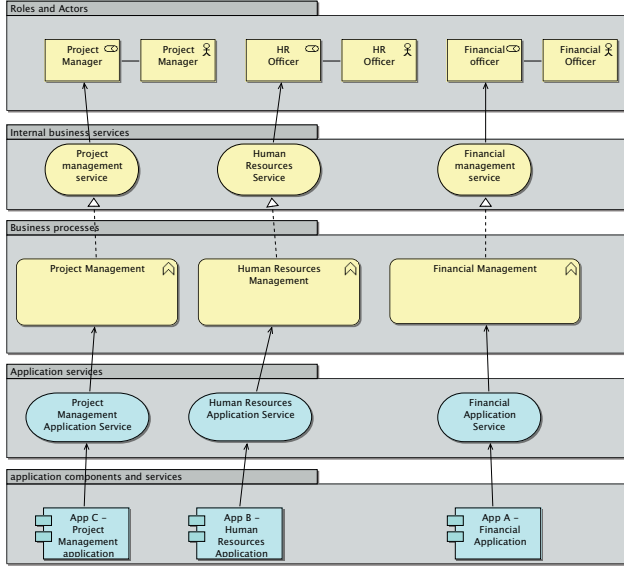 Roles and Actors
Project
Manager
Project
Manager
HR
Officer
HR
Officer
Financial
officer
Financial
Officer
Internal business services
Project
management
service
Human
Resources
Service
Financial
management
service
Business processes
Project Management
Human Resources
Management
Financial Management
Application services
Project
Management
Application Service
Human Resources
Application Service
Financial
Application
Service
application components and services
App C –
Project
Management
application
App B –
Human
Resources
Application
App A –
Financial
Application